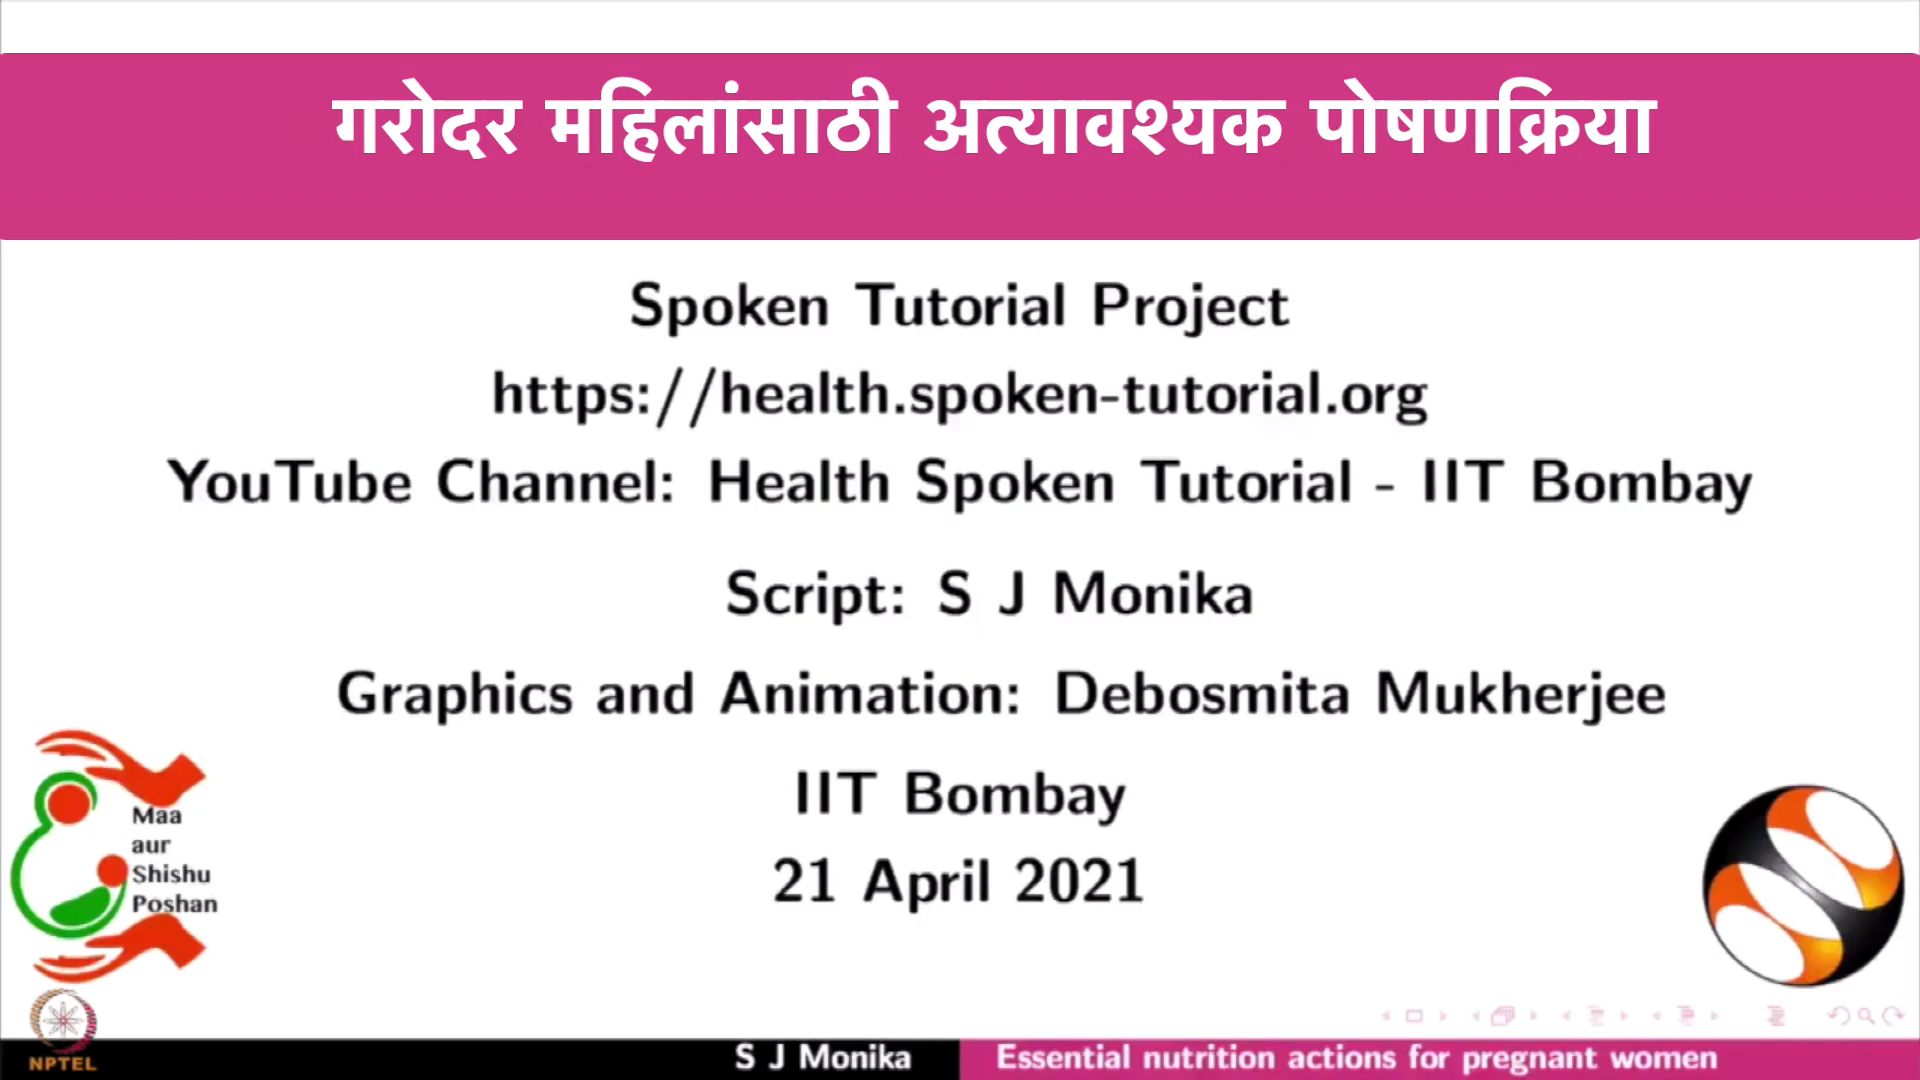 गरोदर महिलांसाठी अत्यावश्यक पोषणक्रिया
Spoken Tutorial Project
https://health.spoken-tutorial.org
YouTube Channel: Health Spoken Tutorial - IIT Bombay
Script: S J Monika
Graphics and Animation: Debosmita Mukherjee
IIT Bombay
21 April 2021
Maa
aur
Shishu
Poshan
NPTEL
S J Monika
Essential nutrition actions for pregnant women